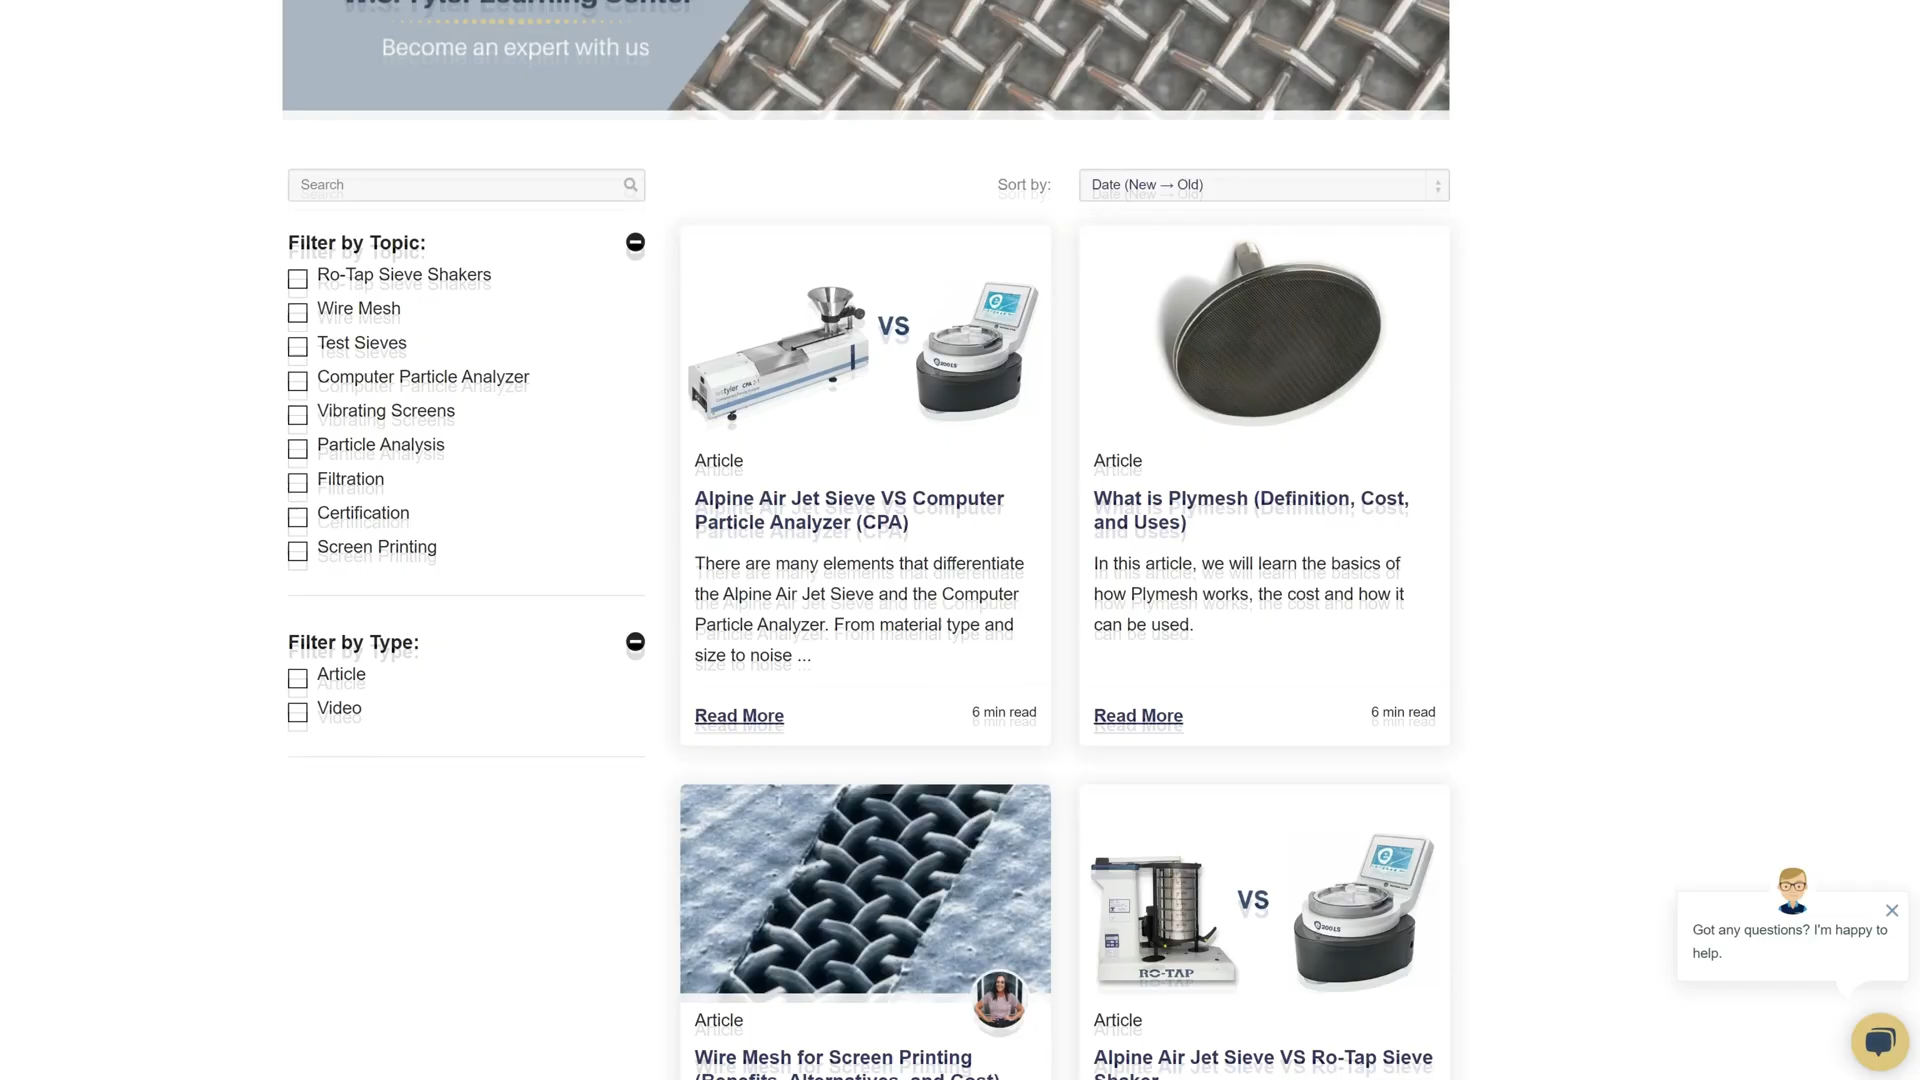 W.S. Tyler Learning Center
Become an expert with us
Search
Sort by:
Date (New → Old)
Filter by Topic:
Ro-Tap Sieve Shakers
Wire Mesh
Test Sieves
Computer Particle Analyzer
Vibrating Screens
Particle Analysis
Filtration
Certification
Screen Printing
Filter by Type:
Article
Video
VS
Article
Alpine Air Jet Sieve VS Computer
Particle Analyzer (CPA)
There are many elements that differentiate
the Alpine Air Jet Sieve and the Computer
Particle Analyzer. From material type and
size to noise ...
Read More
6 min read
Article
What is Plymesh (Definition, Cost,
and Uses)
In this article, we will learn the basics of
how Plymesh works, the cost and how it
can be used.
Read More
6 min read
Article
Wire Mesh for Screen Printing
(Benefits, Alternatives, and Cost)
VS
RO-TAP
Article
Alpine Air Jet Sieve VS Ro-Tap Sieve
Shaker
Got any questions? I'm happy to
help.